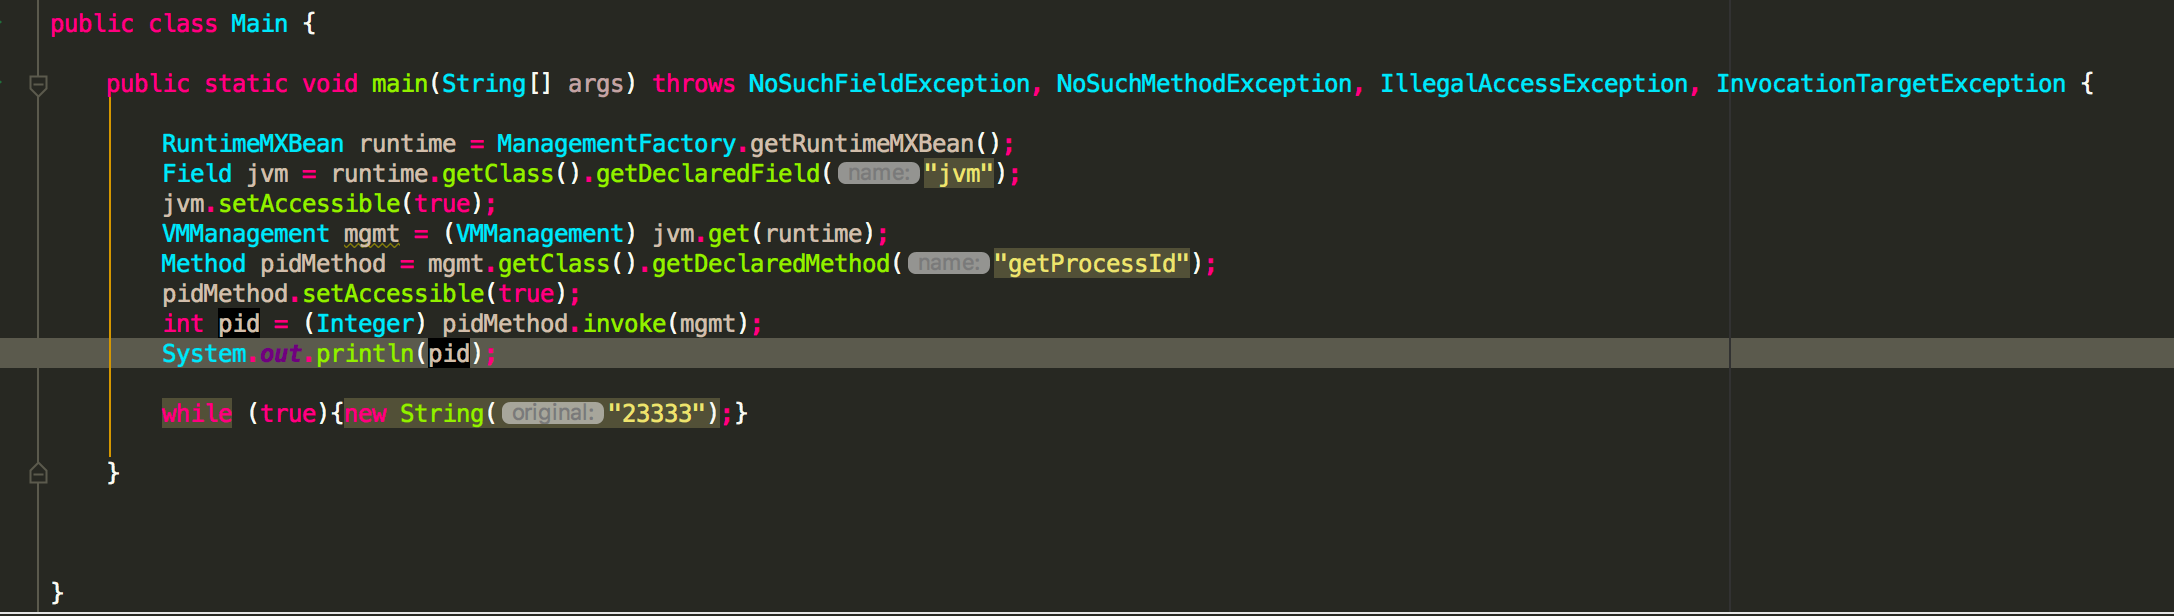 public class Main {
public static void main(String[] args) throws NoSuchFieldException, NoSuchMethodException, IllegalAccessException, InvocationTargetException {
RuntimeMXBean runtime = ManagementFactory.getRuntimeMXBean();
Field jvm = runtime.getClass().getDeclaredField( name: "jvm");
jvm.setAccessible(true);
VMManagement mgmt = (VMManagement) jvm.get(runtime);
Method pidMethod = mgmt.getClass().getDeclaredMethod( name: "getProcessId");
pidMethod.setAccessible(true);
int pid = (Integer) pidMethod.invoke(mgmt);
System.out.println(pid);
while (true){new String( original: "23333");}
}
}